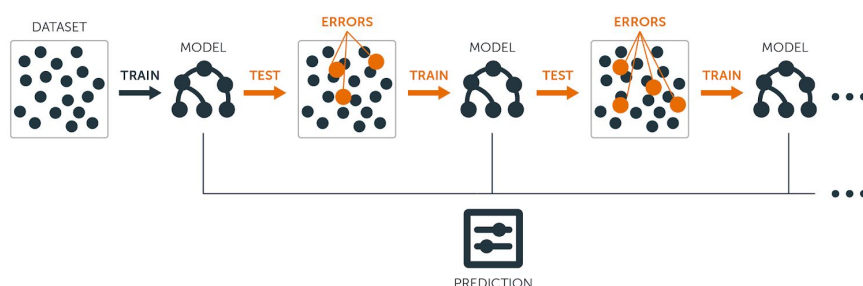 DATASET
TRAIN
MODEL
TEST
ERRORS
TRAIN
MODEL
TEST
ERRORS
TRAIN
MODEL
PREDICTION